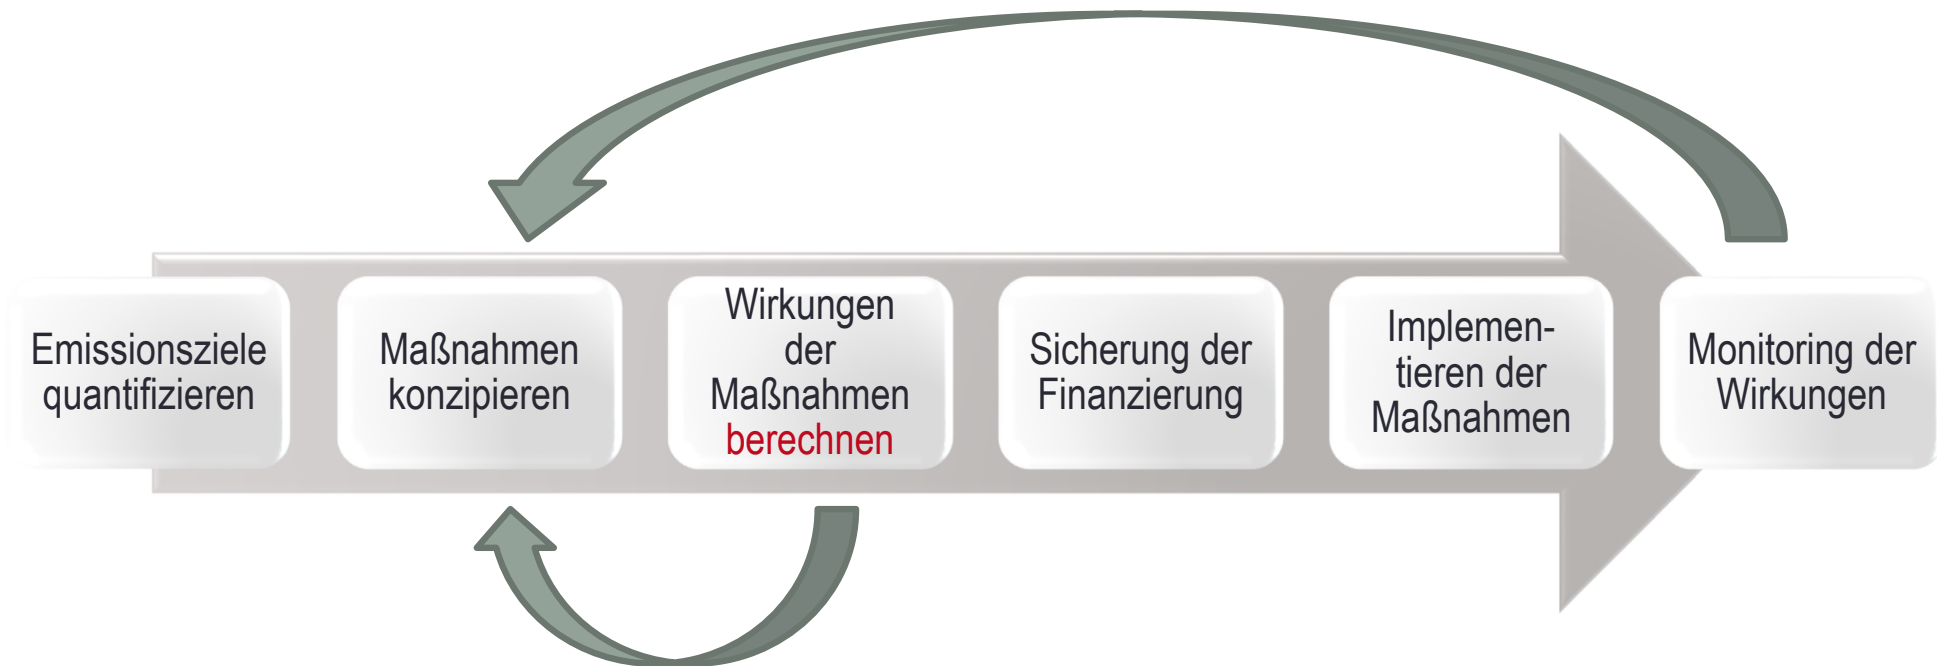 Emissionsziele
quantifizieren
Maßnahmen
konzipieren
Wirkungen
der
Maßnahmen
berechnen
Sicherung der
Finanzierung
Implemen-
tieren der
Maßnahmen
Monitoring der
Wirkungen